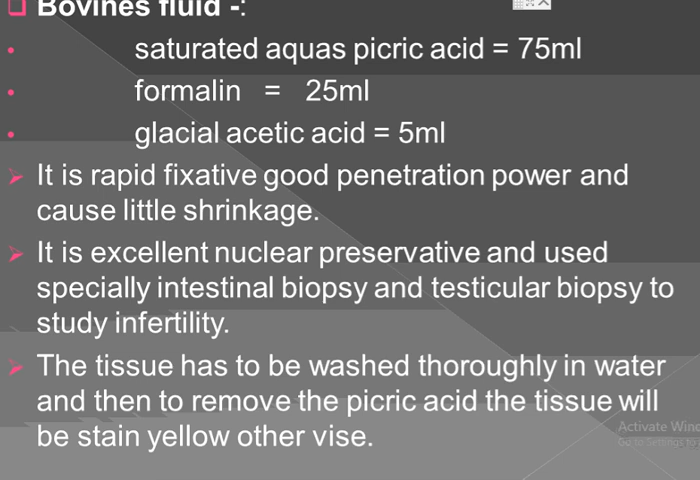 Bovines fluid -:
saturated aquas picric acid = 75ml
formalin = 25ml
glacial acetic acid = 5ml
It is rapid fixative good penetration power and
cause little shrinkage.
It is excellent nuclear preservative and used
specially intestinal biopsy and testicular biopsy to
study infertility.
The tissue has to be washed thoroughly in water
and then to remove the picric acid the tissue will
be stain yellow other vise.
Activate Wind
Go to Settings to